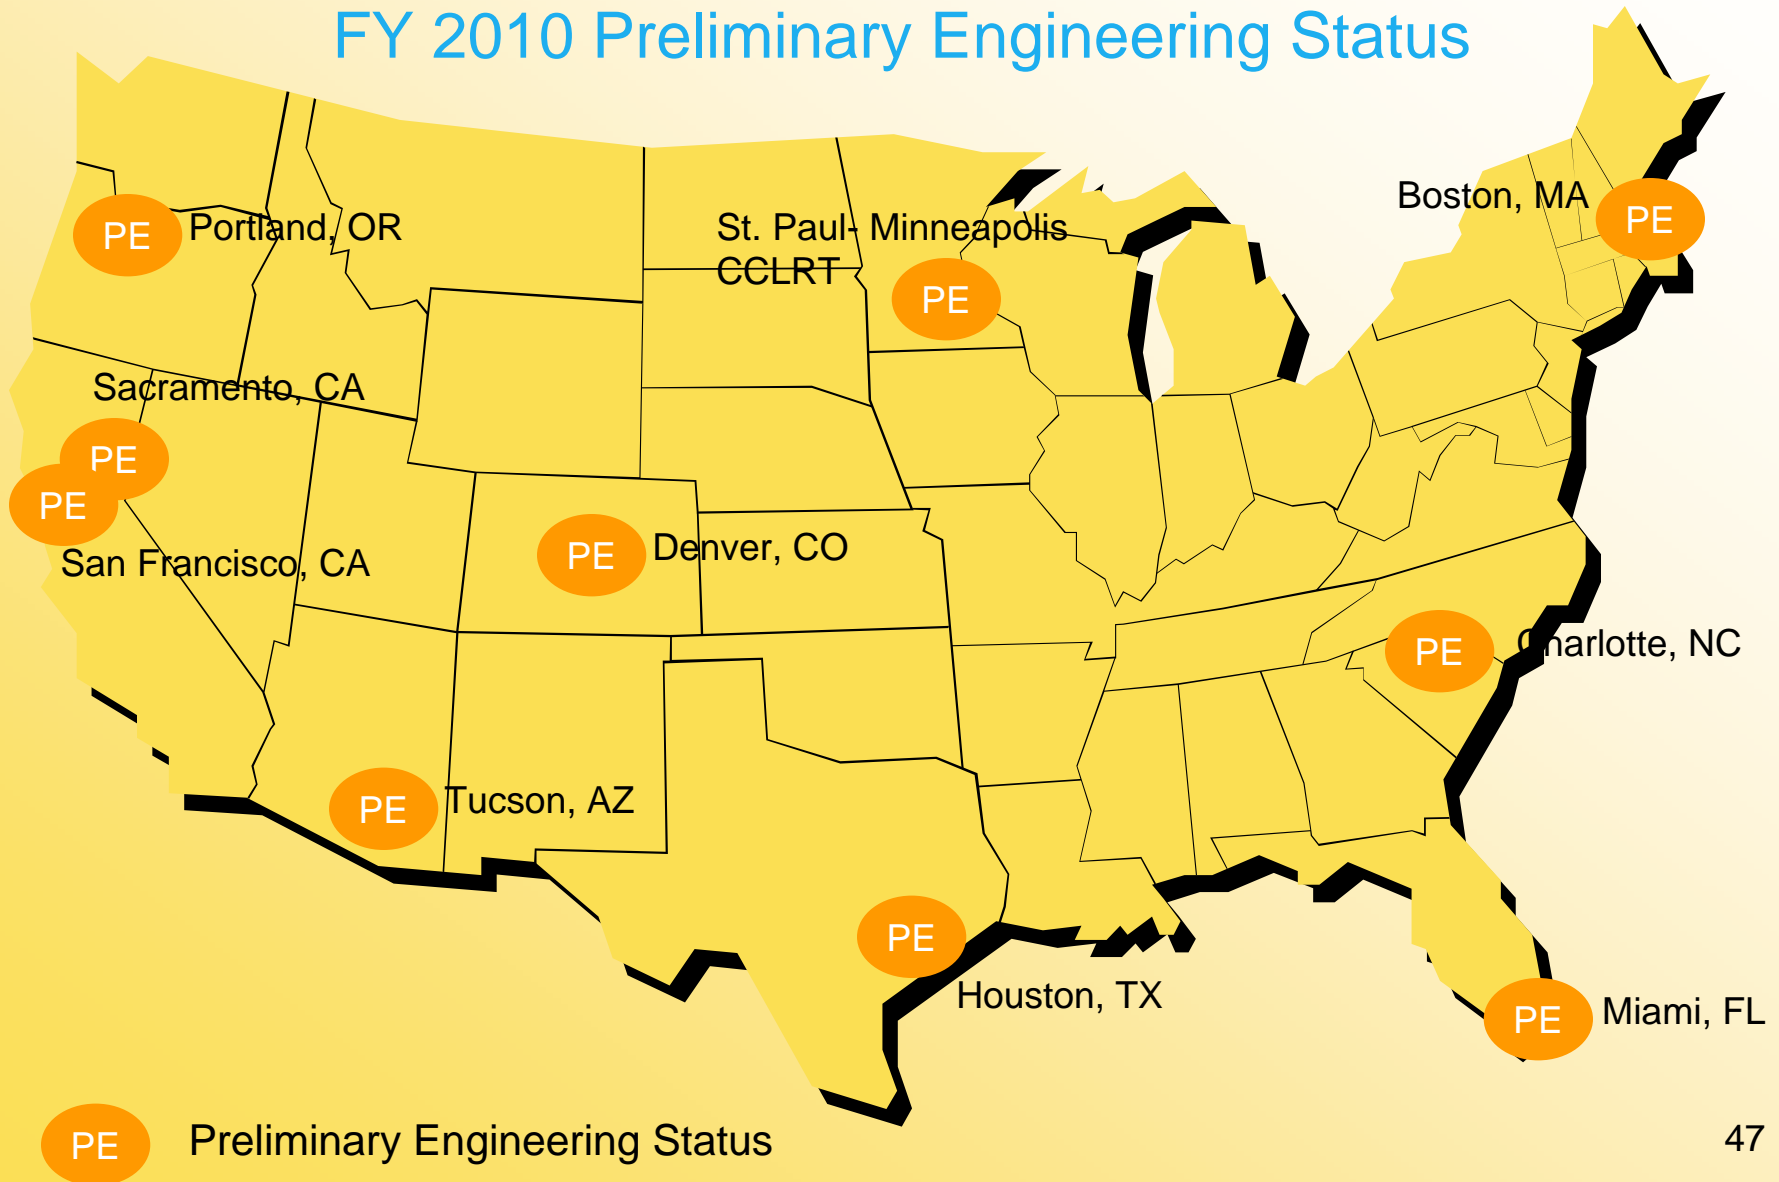 FY 2010 Preliminary Engineering Status
Boston, MA
PE
PE
Portland, OR
St. Paul- Minneapolis
CCLRT
PE
Sacramento, CA
PE
PE
San Francisco, CA
PE
Denver, CO
PE
Charlotte, NC
PE
Tucson, AZ
PE
Houston, TX
PE
Miami, FL
PE
Preliminary Engineering Status
47